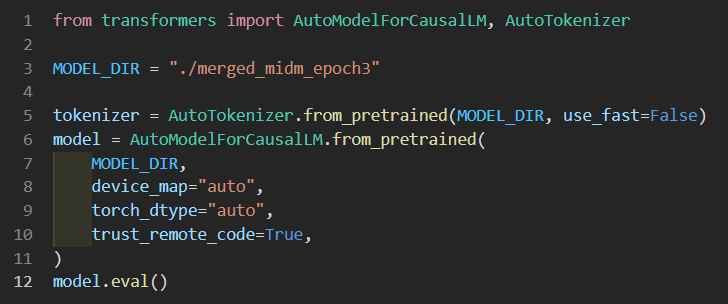 1 from transformers import AutoModelForCausalLM, AutoTokenizer
2
3 MODEL_DIR = "./merged_midm_epoch3"
4
5 tokenizer = AutoTokenizer.from_pretrained(MODEL_DIR, use_fast=False)
6 model = AutoModelForCausalLM.from_pretrained(
7     MODEL_DIR,
8     device_map="auto",
9     torch_dtype="auto",
10     trust_remote_code=True,
11 )
12 model.eval()